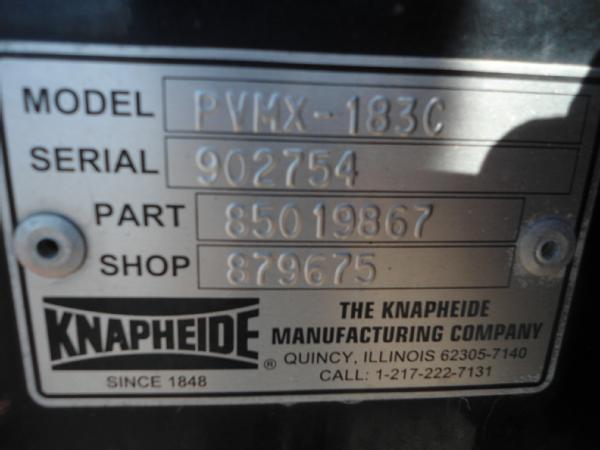 MODEL PVMX-183C
SERIAL 902754
PART 85019867
SHOP 879675
KNAPHEIDE ®
SINCE 1848
THE KNAPHEIDE
MANUFACTURING COMPANY
QUINCY, ILLINOIS 62305-7140
CALL: 1-217-222-7131